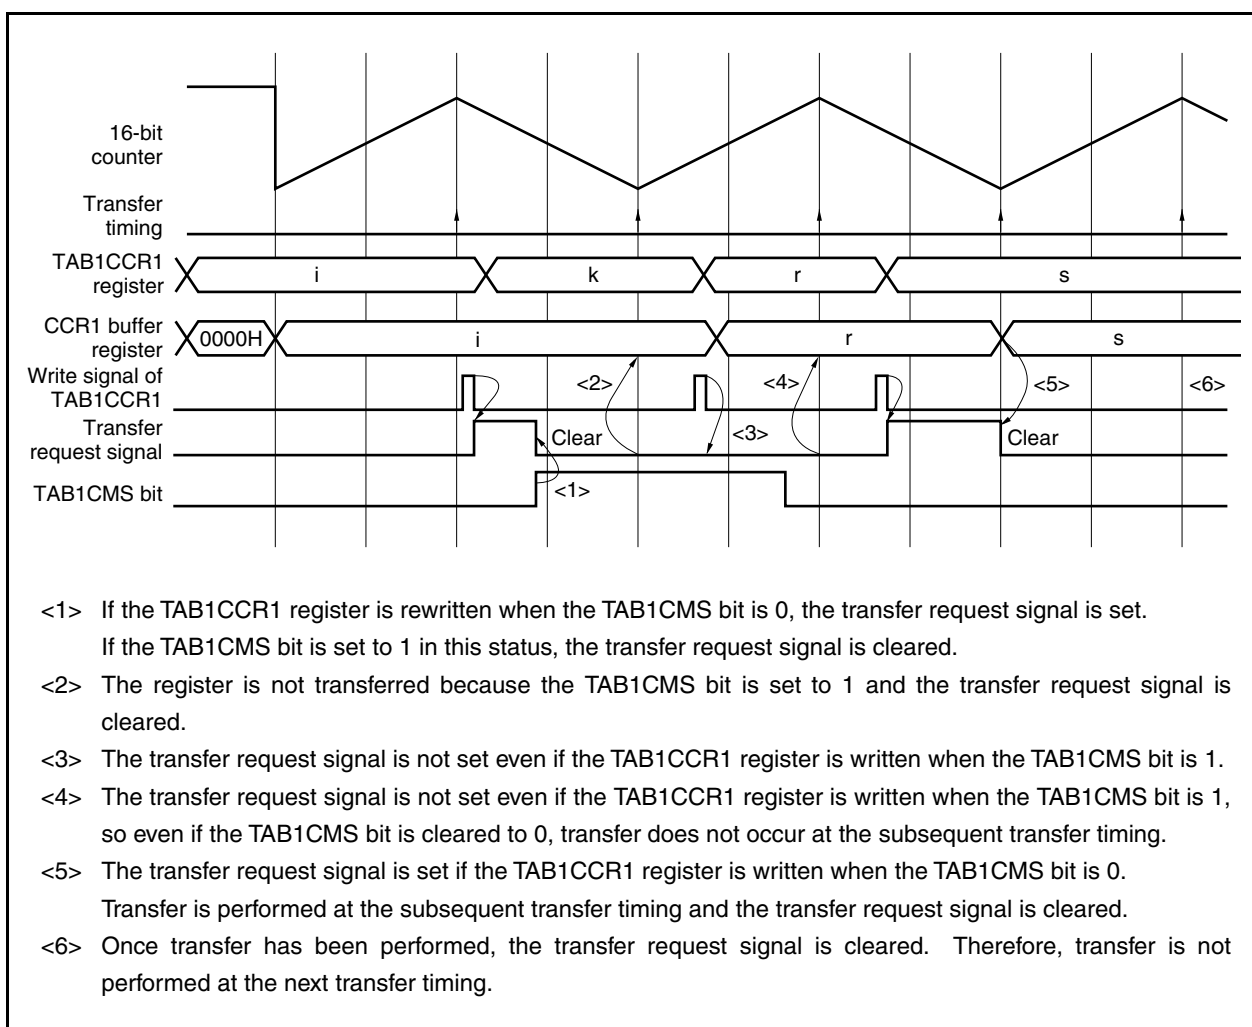 16-bit
counter
Transfer
timing
TAB1CCR1
register
i k r s
CCR1 buffer
register
0000H i r s
Write signal of
TAB1CCR1
<2> <4> <5> <6>
Transfer
request signal
Clear <3> Clear
TAB1CMS bit
<1>
<1> If the TAB1CCR1 register is rewritten when the TAB1CMS bit is 0, the transfer request signal is set.
If the TAB1CMS bit is set to 1 in this status, the transfer request signal is cleared.
<2> The register is not transferred because the TAB1CMS bit is set to 1 and the transfer request signal is
cleared.
<3> The transfer request signal is not set even if the TAB1CCR1 register is written when the TAB1CMS bit is 1.
<4> The transfer request signal is not set even if the TAB1CCR1 register is written when the TAB1CMS bit is 1,
so even if the TAB1CMS bit is cleared to 0, transfer does not occur at the subsequent transfer timing.
<5> The transfer request signal is set if the TAB1CCR1 register is written when the TAB1CMS bit is 0.
Transfer is performed at the subsequent transfer timing and the transfer request signal is cleared.
<6> Once transfer has been performed, the transfer request signal is cleared. Therefore, transfer is not
performed at the next transfer timing.